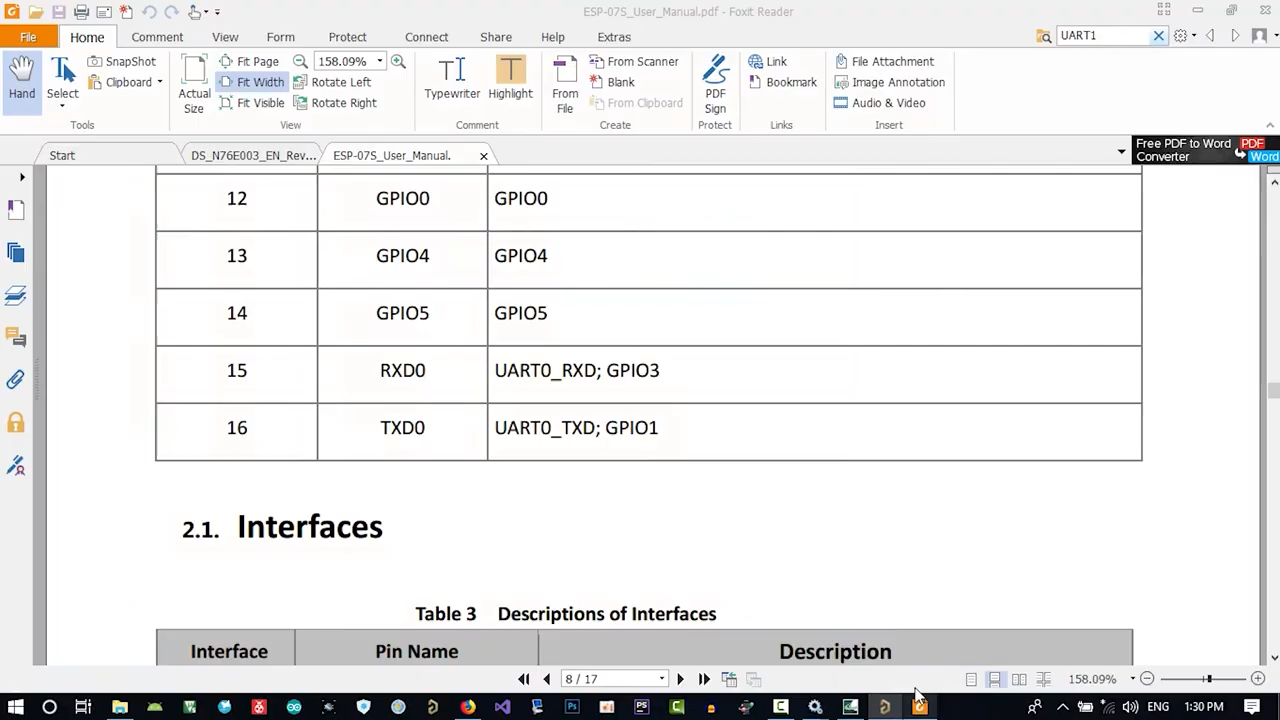 ESP-07S_User_Manual.pdf - Foxit Reader
File Home Comment View Form Protect Connect Share Help Extras UART1
Hand
Select
SnapShot
Clipboard
Tools
Actual Size
Fit Page
Fit Width
Fit Visible
158.09%
Rotate Left
Rotate Right
View
Typewriter
Highlight
Comment
From File
From Scanner
Blank
From Clipboard
Create
PDF Sign
Protect
Link
Bookmark
Links
File Attachment
Image Annotation
Audio & Video
Insert
Start DS_N76E003_EN_Rev... ESP-07S_User_Manual.
Free PDF to Word Converter PDF Word
12 GPIO0 GPIO0
13 GPIO4 GPIO4
14 GPIO5 GPIO5
15 RXD0 UART0_RXD; GPIO3
16 TXD0 UART0_TXD; GPIO1
2.1. Interfaces
Table 3 Descriptions of Interfaces
Interface Pin Name Description
8 / 17 158.09%
ENG 1:30 PM